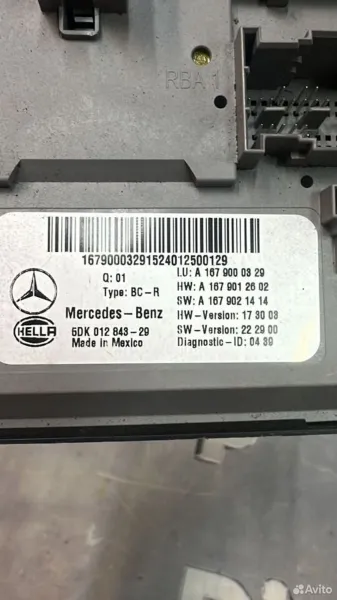 RBA 1
16790003291524012500129
Q: 01
Type: BC-R
I.U: A 167 900 03 29
HW: A 167 901 26 02
SW: A 167 902 14 14
Mercedes-Benz
HW-Version: 17 30 03
HELLA
5DK 012 843-29
SW-Version: 22 29 00
Made in Mexico
Diagnostic-ID: 04 39
Avito